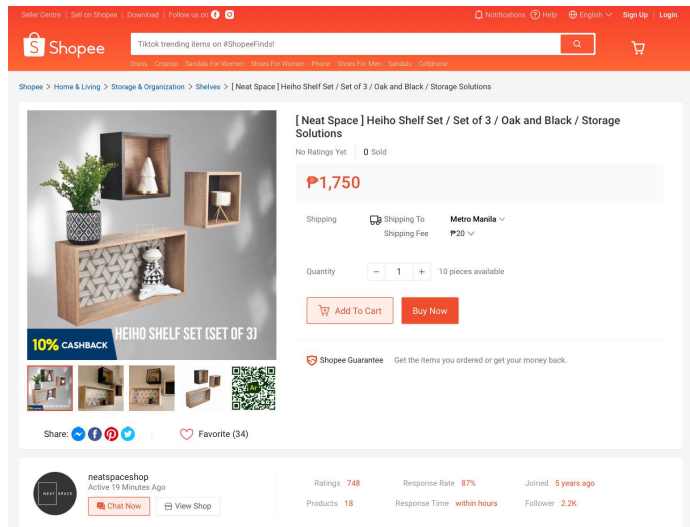 Seller Centre | Sell on Shopee | Download | Follow us on
Notifications Help English Sign Up | Login
Shopee
Tiktok trending items on #ShopeeFinds!
Dress Croptop Sandals For Women Shoes For Women Phone Shoes For Men Sandals Cellphone
Shopee > Home & Living > Storage & Organization > Shelves > [ Neat Space ] Heiho Shelf Set / Set of 3 / Oak and Black / Storage Solutions
[ Neat Space ] Heiho Shelf Set / Set of 3 / Oak and Black / Storage
Solutions
No Ratings Yet 0 Sold
₱1,750
Shipping Shipping To Metro Manila
Shipping Fee ₱20
Quantity − 1 + 10 pieces available
Add To Cart Buy Now
Shopee Guarantee Get the items you ordered or get your money back.
HEIHO SHELF SET (SET OF 3)
10% CASHBACK
Ar
Share: Favorite (34)
NEAT SPACE
neatspaceshop
Active 19 Minutes Ago
Chat Now View Shop
Ratings 748 Response Rate 87% Joined 5 years ago
Products 18 Response Time within hours Follower 2.2K